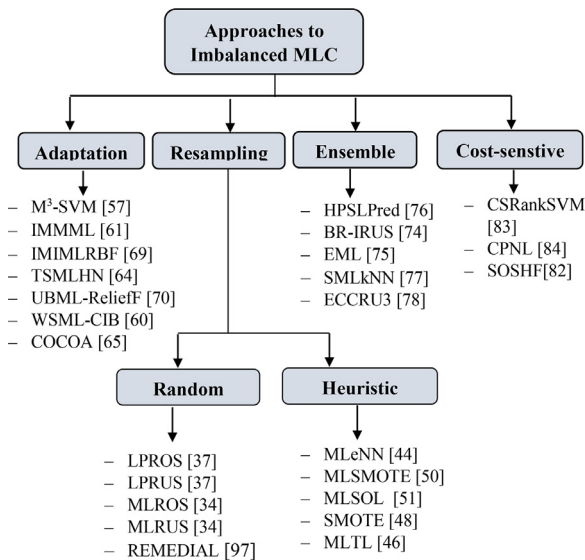 Approaches to
Imbalanced MLC
Adaptation
Resampling
Ensemble
Cost-senstive
– M³-SVM [57]
– IMMML [61]
– IMIMLRBF [69]
– TSMLHN [64]
– UBML-ReliefF [70]
– WSML-CIB [60]
– COCOA [65]
– HPSLPred [76]
– BR-IRUS [74]
– EML [75]
– SMLkNN [77]
– ECCRU3 [78]
– CSRankSVM
[83]
– CPNL [84]
– SOSHF[82]
Random
Heuristic
– LPROS [37]
– LPRUS [37]
– MLROS [34]
– MLRUS [34]
– REMEDIAL [97]
– MLeNN [44]
– MLSMOTE [50]
– MLSOL [51]
– SMOTE [48]
– MLTL [46]